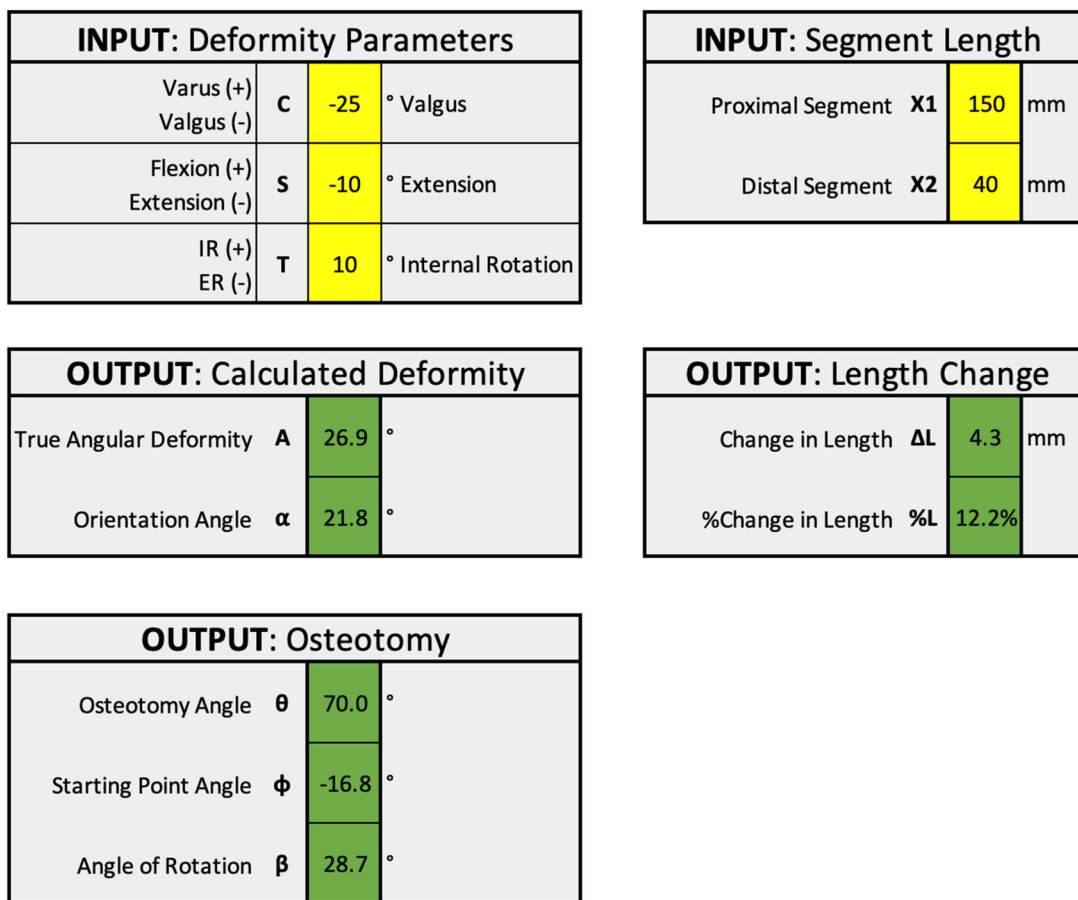 INPUT: Deformity Parameters
Varus (+)
Valgus (-)
C
-25
° Valgus
Flexion (+)
Extension (-)
S
-10
° Extension
IR (+)
ER (-)
T
10
° Internal Rotation
INPUT: Segment Length
Proximal Segment X1 150 mm
Distal Segment X2 40 mm
OUTPUT: Calculated Deformity
True Angular Deformity A 26.9 °
Orientation Angle α 21.8 °
OUTPUT: Length Change
Change in Length ΔL 4.3 mm
%Change in Length %L 12.2%
OUTPUT: Osteotomy
Osteotomy Angle θ 70.0 °
Starting Point Angle ϕ -16.8 °
Angle of Rotation β 28.7 °